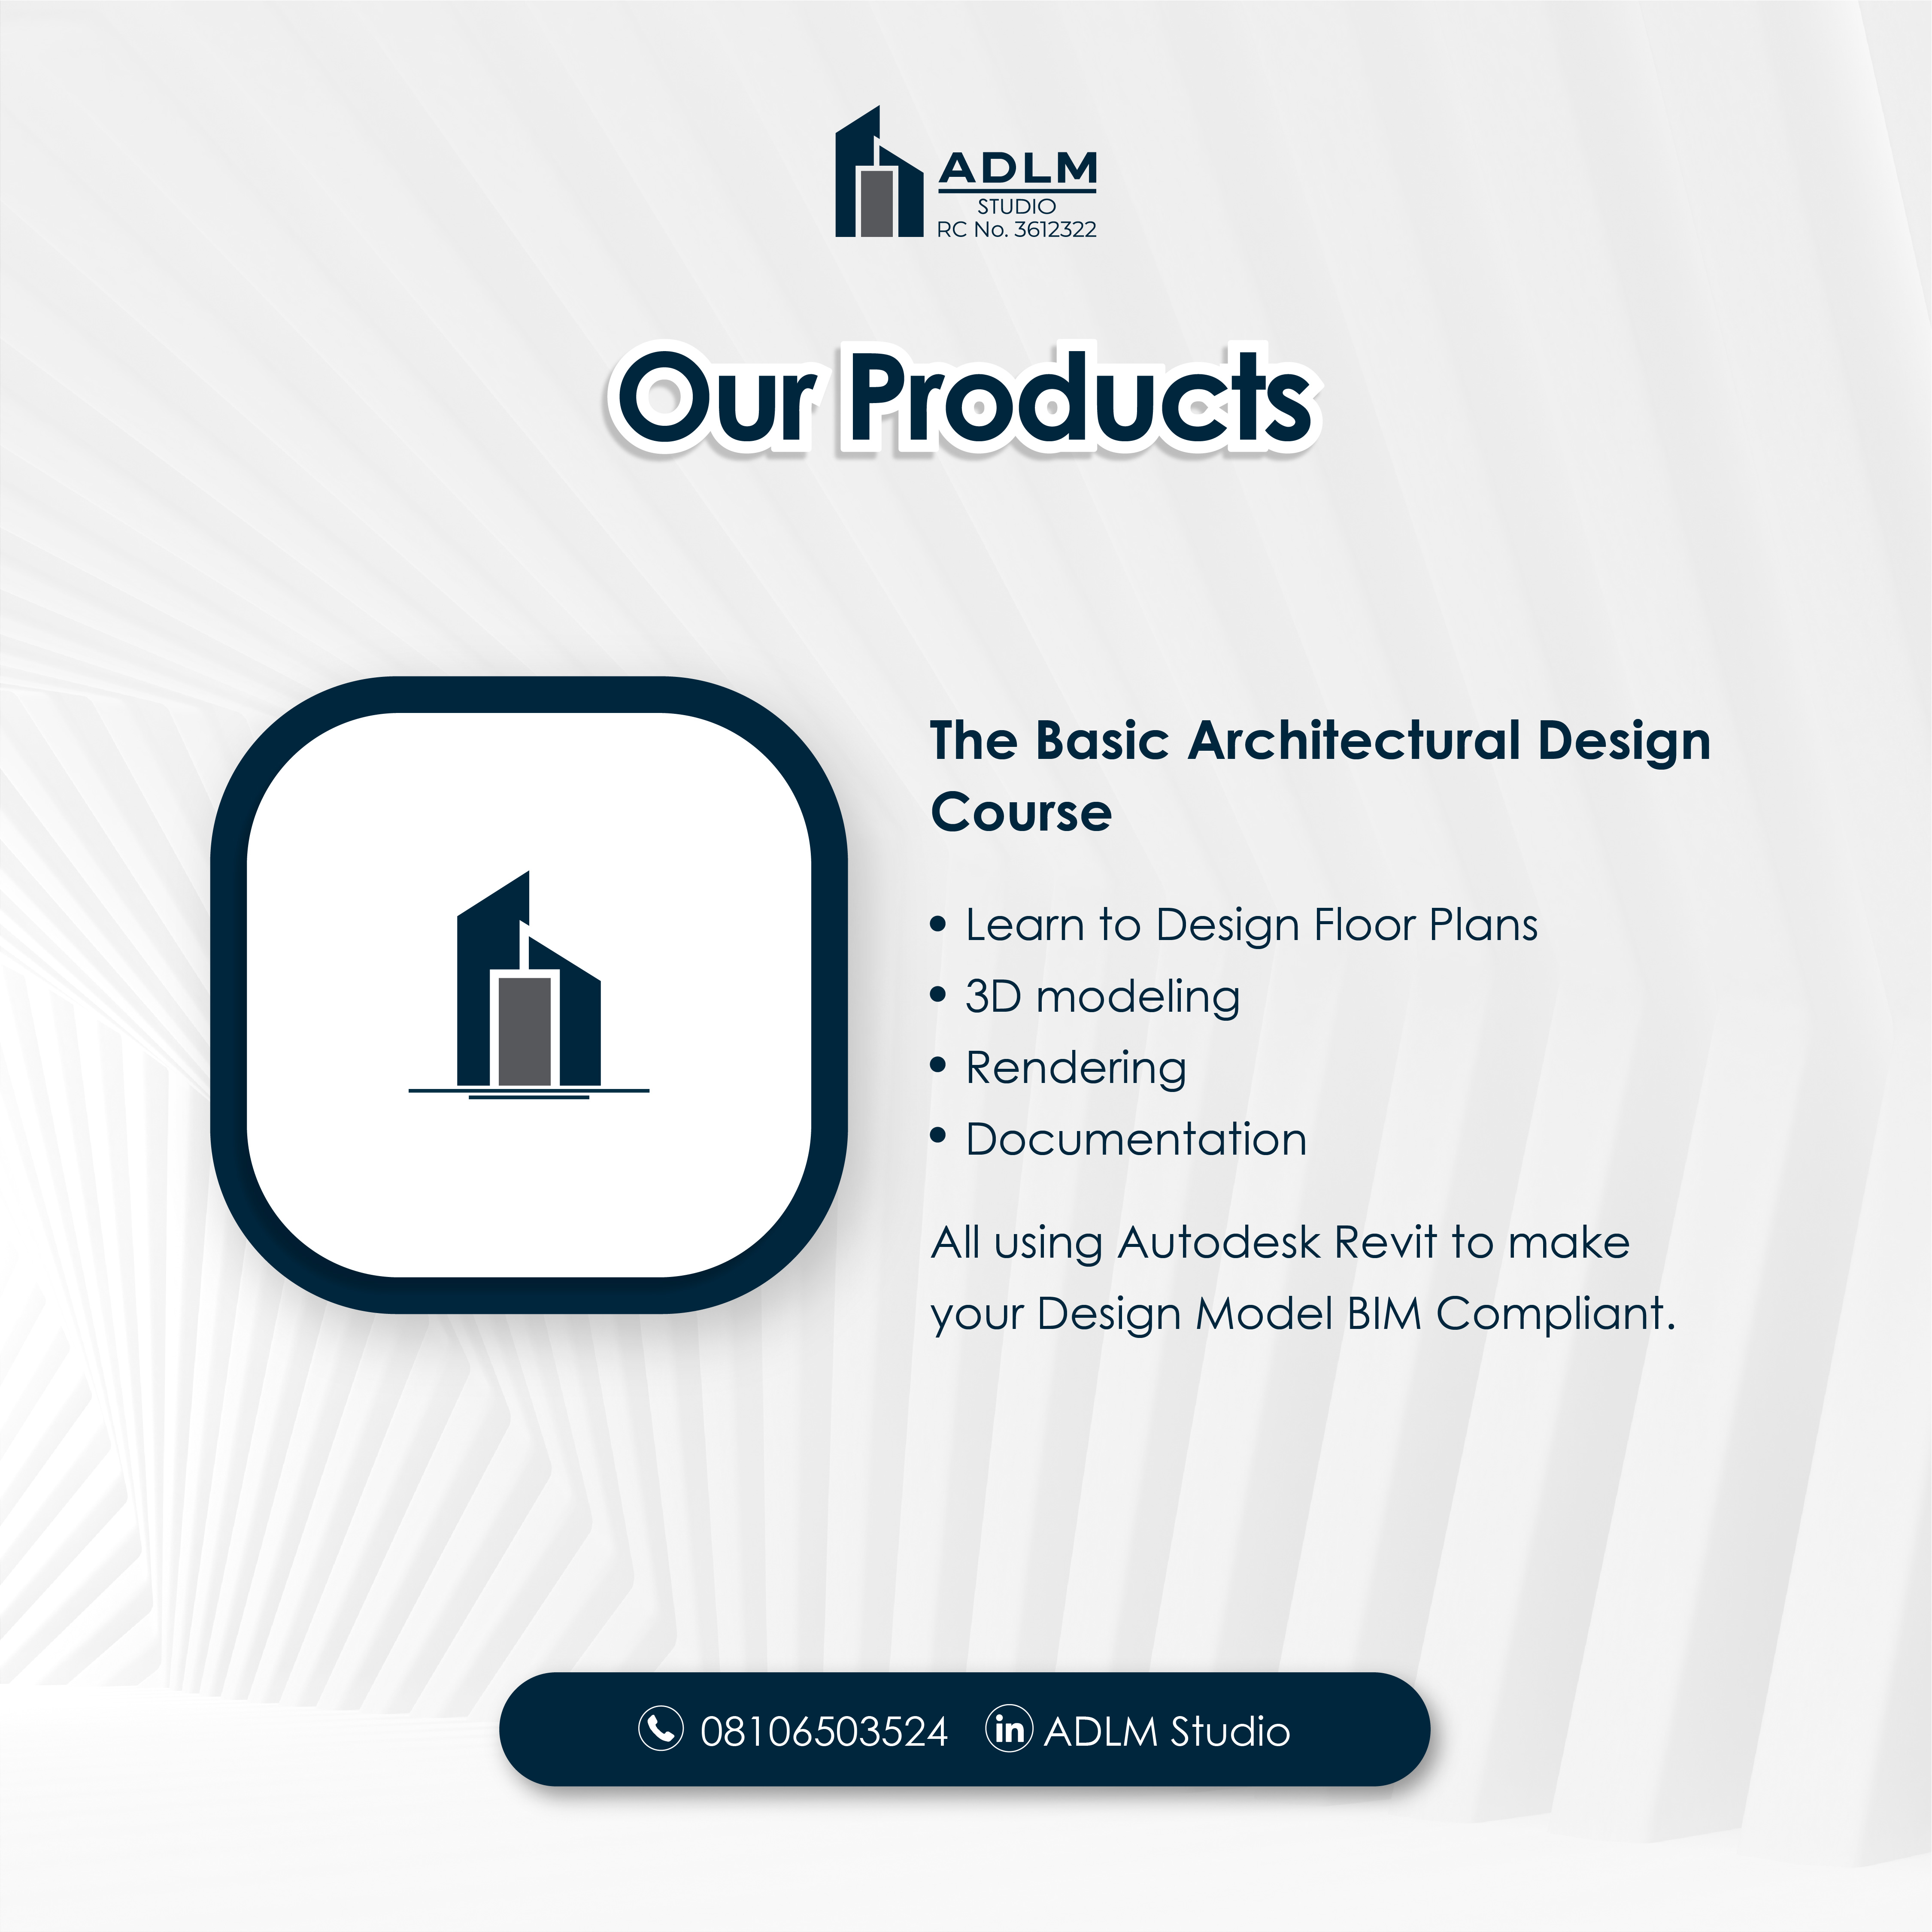 ADLM
STUDIO
RC No. 3612322
Our Products
The Basic Architectural Design
Course
• Learn to Design Floor Plans
• 3D modeling
• Rendering
• Documentation
All using Autodesk Revit to make
your Design Model BIM Compliant.
08106503524 in ADLM Studio